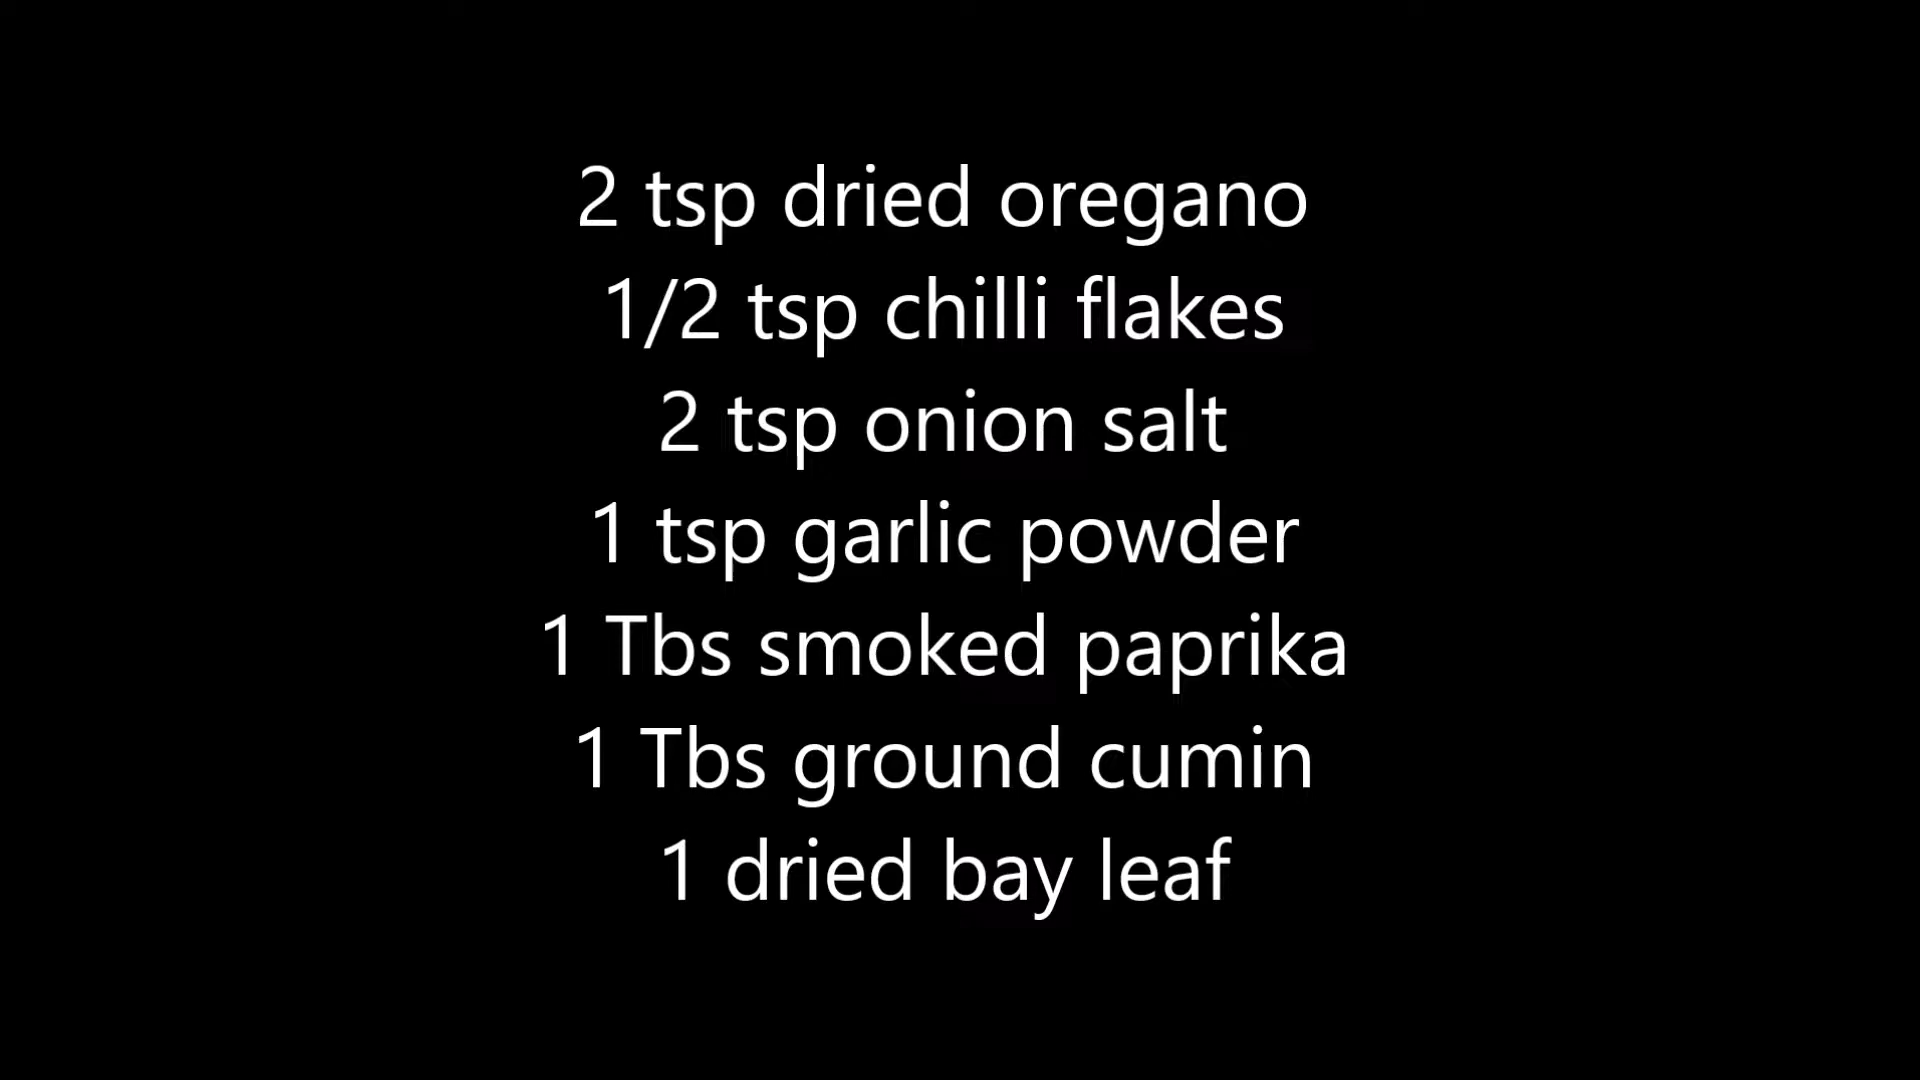 2 tsp dried oregano
1/2 tsp chilli flakes
2 tsp onion salt
1 tsp garlic powder
1 Tbs smoked paprika
1 Tbs ground cumin
1 dried bay leaf